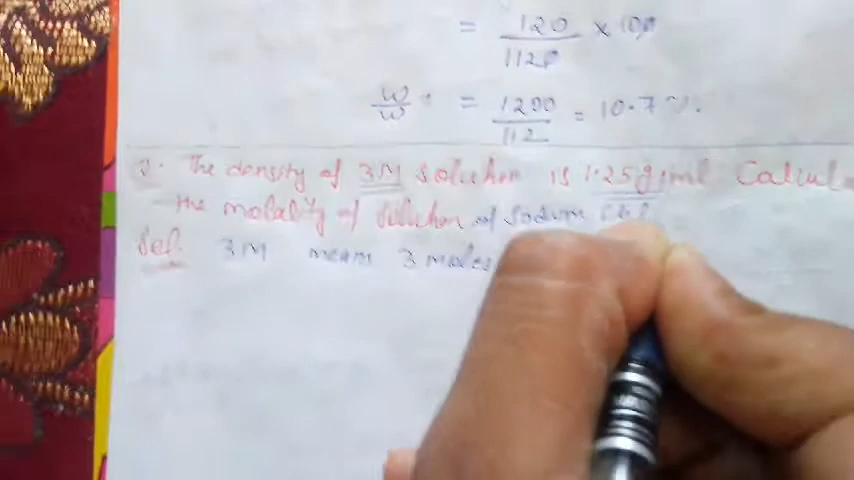 = 120/1120 × 100
w/w · = 1200/112 = 10.7 %.
Q. The density of 3M solution is 1.25 g/ml Calcul
the molality of solution of Sodium
Sol. 3M mean 3 moles